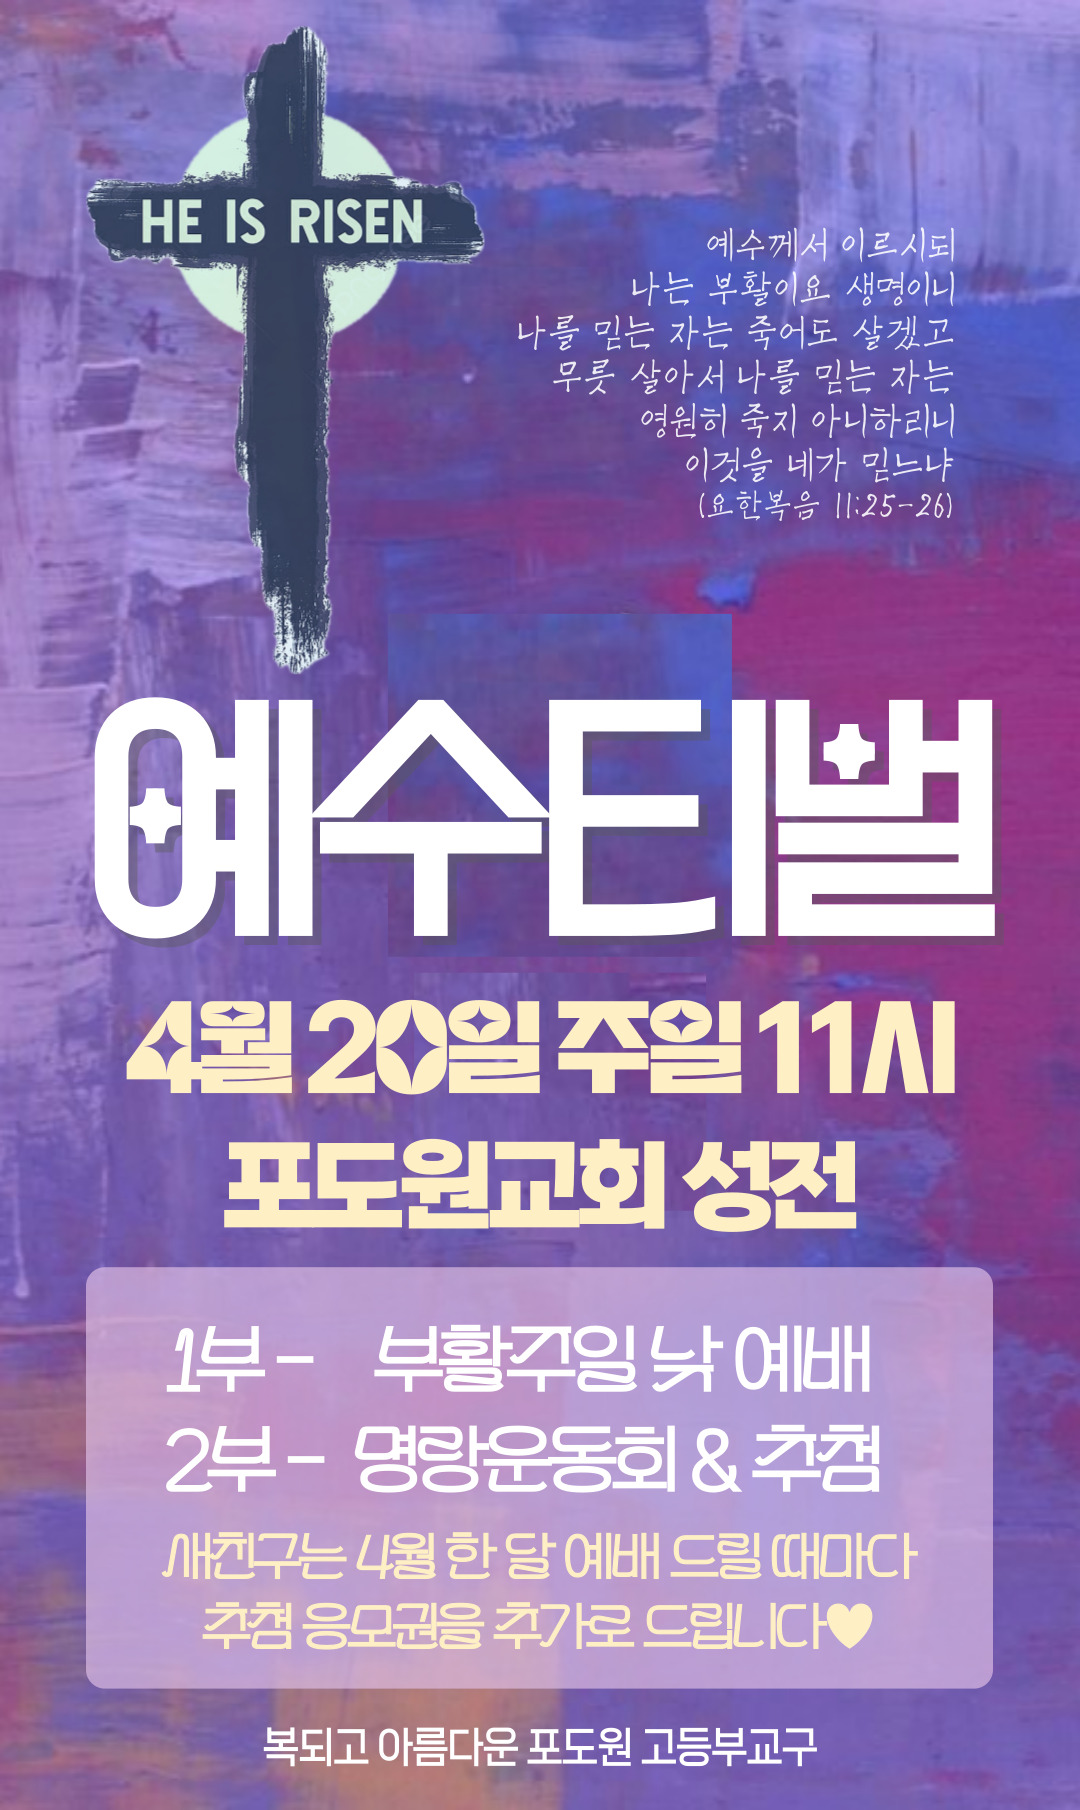 HE IS RISEN
예수께서 이르시되
나는 부활이요 생명이니
나를 믿는 자는 죽어도 살겠고
무릇 살아서 나를 믿는 자는
영원히 죽지 아니하리니
이것을 네가 믿느냐
(요한복음 11:25-26)
예수티벌
4월 20일 주일 11시
포도원교회 성전
1부 - 부활주일 낮 예배
2부 - 명랑운동회 & 추첨
새친구는 4월 한 달 예배 드릴 때마다
추첨 응모권을 추가로 드립니다♥
복되고 아름다운 포도원 고등부교구